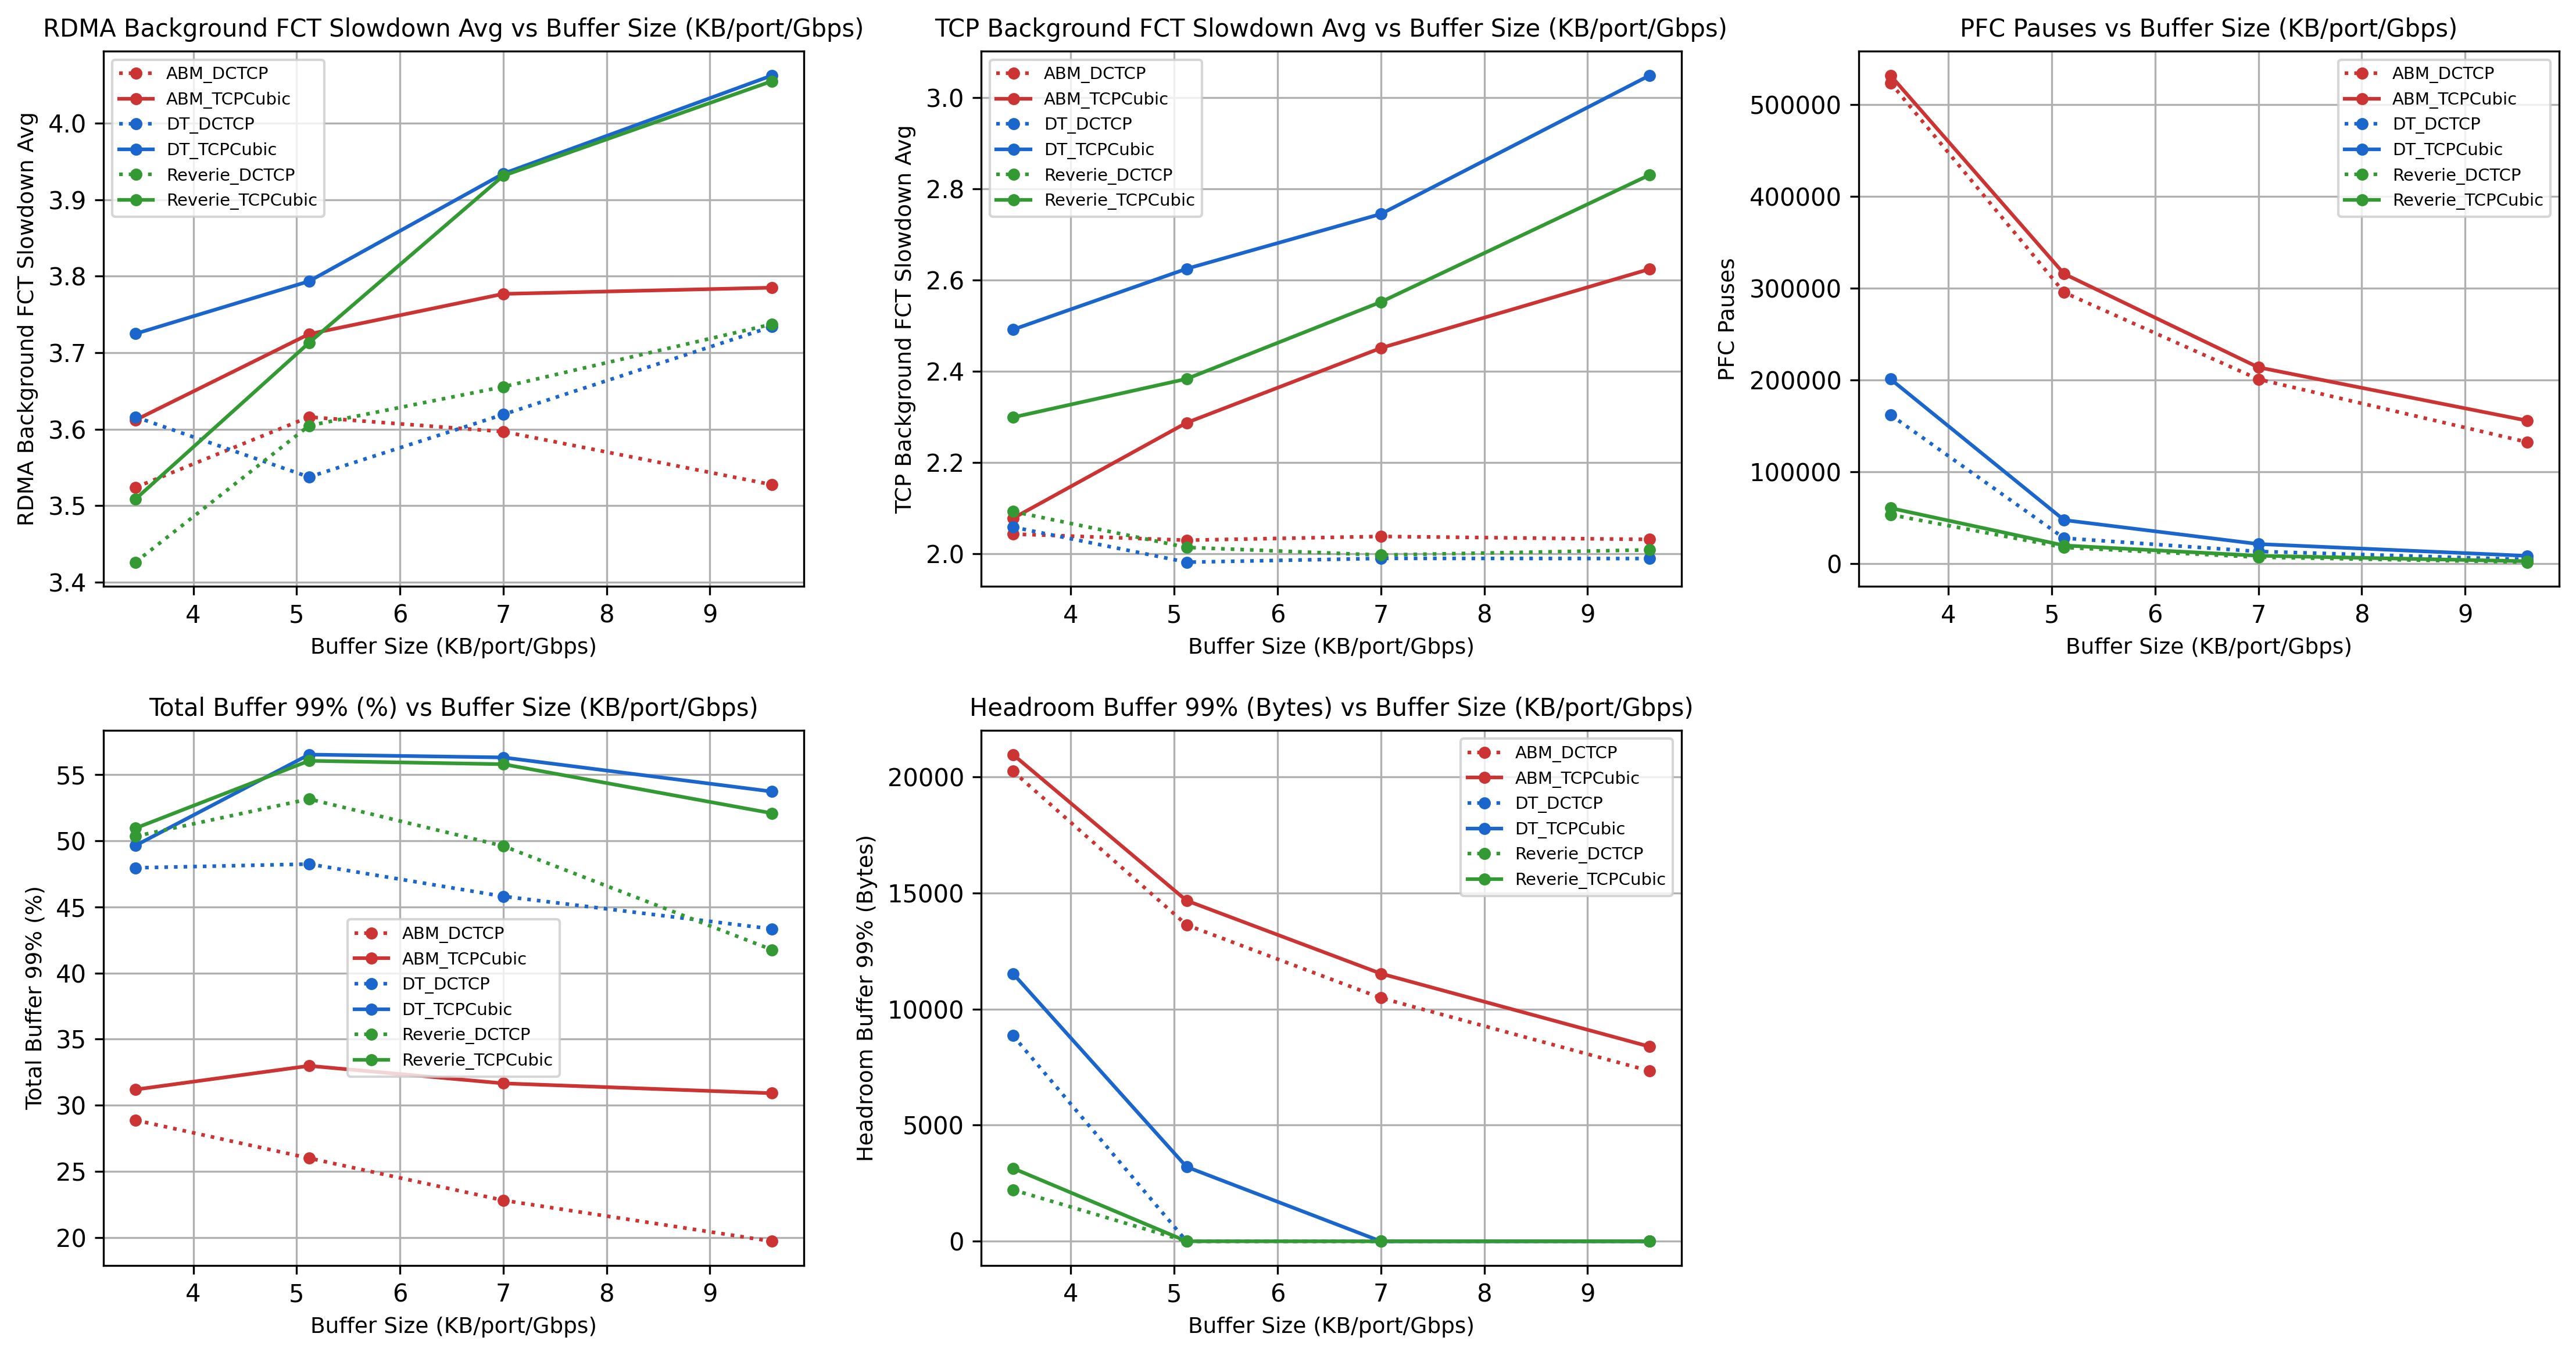 RDMA Background FCT Slowdown Avg vs Buffer Size (KB/port/Gbps)
RDMA Background FCT Slowdown Avg
4.0
3.9
3.8
3.7
3.6
3.5
3.4
ABM_DCTCP
ABM_TCPCubic
DT_DCTCP
DT_TCPCubic
Reverie_DCTCP
Reverie_TCPCubic
4 5 6 7 8 9
Buffer Size (KB/port/Gbps)
TCP Background FCT Slowdown Avg vs Buffer Size (KB/port/Gbps)
TCP Background FCT Slowdown Avg
3.0
2.8
2.6
2.4
2.2
2.0
ABM_DCTCP
ABM_TCPCubic
DT_DCTCP
DT_TCPCubic
Reverie_DCTCP
Reverie_TCPCubic
4 5 6 7 8 9
Buffer Size (KB/port/Gbps)
PFC Pauses vs Buffer Size (KB/port/Gbps)
PFC Pauses
500000
400000
300000
200000
100000
0
ABM_DCTCP
ABM_TCPCubic
DT_DCTCP
DT_TCPCubic
Reverie_DCTCP
Reverie_TCPCubic
4 5 6 7 8 9
Buffer Size (KB/port/Gbps)
Total Buffer 99% (%) vs Buffer Size (KB/port/Gbps)
Total Buffer 99% (%)
55
50
45
40
35
30
25
20
ABM_DCTCP
ABM_TCPCubic
DT_DCTCP
DT_TCPCubic
Reverie_DCTCP
Reverie_TCPCubic
4 5 6 7 8 9
Buffer Size (KB/port/Gbps)
Headroom Buffer 99% (Bytes) vs Buffer Size (KB/port/Gbps)
Headroom Buffer 99% (Bytes)
20000
15000
10000
5000
0
ABM_DCTCP
ABM_TCPCubic
DT_DCTCP
DT_TCPCubic
Reverie_DCTCP
Reverie_TCPCubic
4 5 6 7 8 9
Buffer Size (KB/port/Gbps)